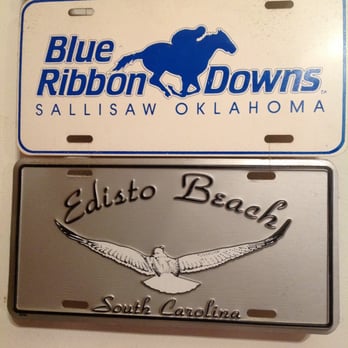 Blue
Ribbon Downs
SALLISAW OKLAHOMA
Edisto Beach
South Carolina